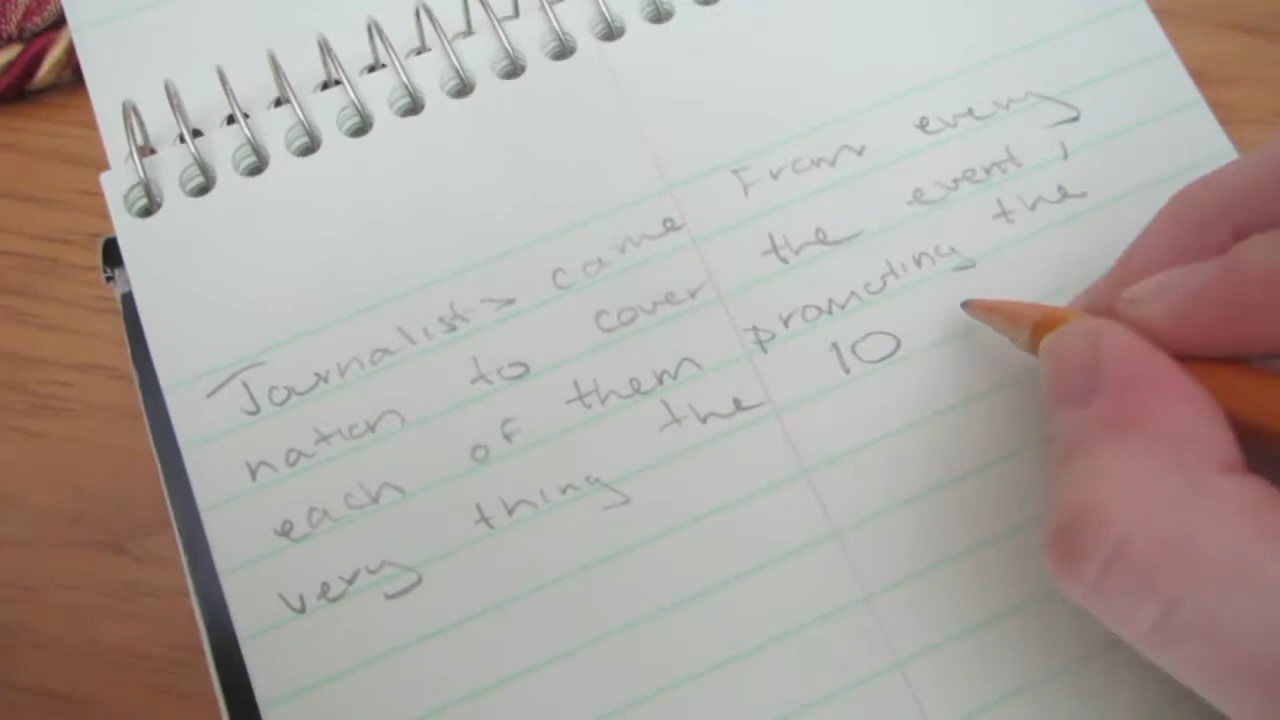 Journalists came From every
nation to cover the event,
each of them promoting the
very thing the 10